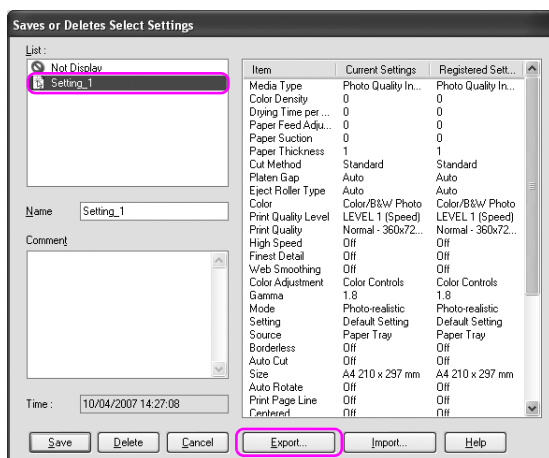 Saves or Deletes Select Settings
List :
Not Display
Setting_1
Name Setting_1
Comment
Time : 10/04/2007 14:27:08
Item Current Settings Registered Sett...
Media Type Photo Quality In... Photo Quality In...
Color Density 0 0
Drying Time per ... 0 0
Paper Feed Adju... 0 0
Paper Suction 0 0
Paper Thickness 1 1
Cut Method Standard Standard
Platen Gap Auto Auto
Eject Roller Type Auto Auto
Color Color/B&W Photo Color/B&W Photo
Print Quality Level LEVEL 1 (Speed) LEVEL 1 (Speed)
Print Quality Normal - 360x72... Normal - 360x72...
High Speed Off Off
Finest Detail Off Off
Web Smoothing Off Off
Color Adjustment Color Controls Color Controls
Gamma 1.8 1.8
Mode Photo-realistic Photo-realistic
Setting Default Setting Default Setting
Source Paper Tray Paper Tray
Borderless Off Off
Auto Cut Off Off
Size A4 210 x 297 mm A4 210 x 297 mm
Auto Rotate Off Off
Print Page Line Off Off
Centered Off Off
Save Delete Cancel Export... Import... Help